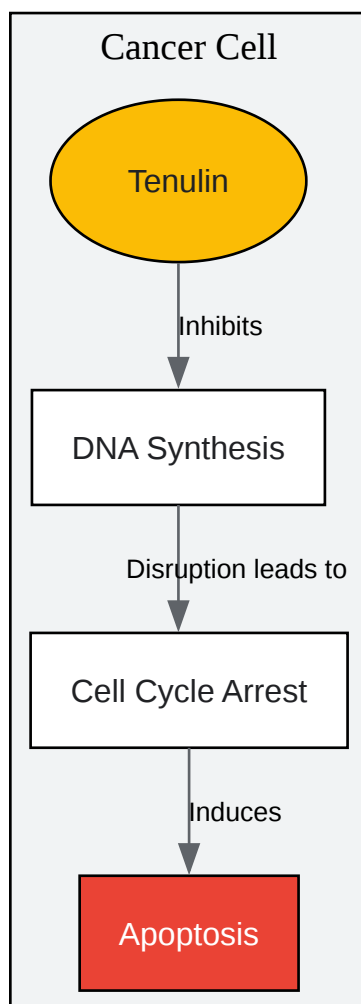 Cancer Cell
Tenulin
Inhibits
DNA Synthesis
Disruption leads to
Cell Cycle Arrest
Induces
Apoptosis